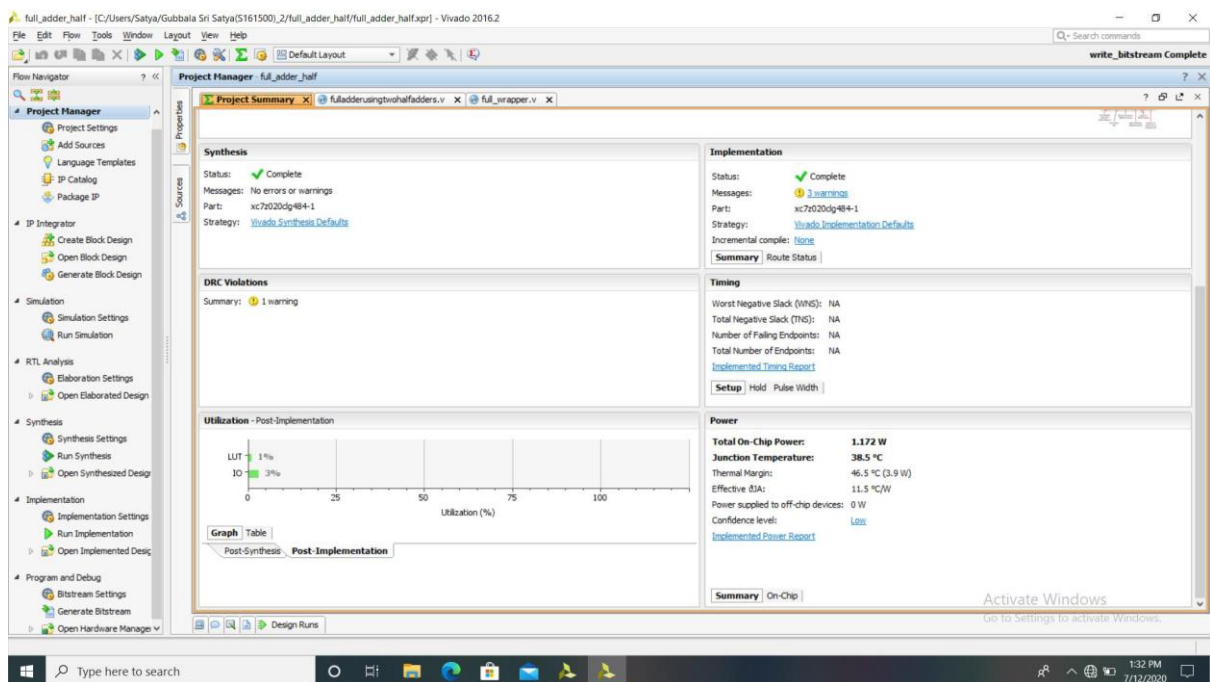 full_adder_half - [C:/Users/Satya/Gubbala Sri Satya(S161500)_2/full_adder_half/full_adder_half.xpr] - Vivado 2016.2
File Edit Flow Tools Window Layout View Help
Q- Search commands
Default Layout
write_bitstream Complete
Flow Navigator
Project Manager - full_adder_half
Project Manager
Project Settings
Add Sources
Language Templates
IP Catalog
Package IP
IP Integrator
Create Block Design
Open Block Design
Generate Block Design
Simulation
Simulation Settings
Run Simulation
RTL Analysis
Elaboration Settings
Open Elaborated Design
Synthesis
Synthesis Settings
Run Synthesis
Open Synthesized Design
Implementation
Implementation Settings
Run Implementation
Open Implemented Desig
Program and Debug
Bitstream Settings
Generate Bitstream
Open Hardware Manager
Properties
Sources
Project Summary fulladderusingtwohalfadders.v full_wrapper.v
Synthesis
Status: Complete
Messages: No errors or warnings
Part: xc7z020clg484-1
Strategy: Vivado Synthesis Defaults
Implementation
Status: Complete
Messages: 3 warnings
Part: xc7z020clg484-1
Strategy: Vivado Implementation Defaults
Incremental compile: None
Summary Route Status
DRC Violations
Summary: 1 warning
Timing
Worst Negative Slack (WNS): NA
Total Negative Slack (TNS): NA
Number of Failing Endpoints: NA
Total Number of Endpoints: NA
Implemented Timing Report
Setup Hold Pulse Width
Utilization - Post-Implementation
LUT 1%
IO 3%
0 25 50 75 100
Utilization (%)
Graph Table
Post-Synthesis Post-Implementation
Power
Total On-Chip Power: 1.172 W
Junction Temperature: 38.5 °C
Thermal Margin: 46.5 °C (3.9 W)
Effective ϑJA: 11.5 °C/W
Power supplied to off-chip devices: 0 W
Confidence level: Low
Implemented Power Report
Summary On-Chip
Activate Windows
Go to Settings to activate Windows.
Design Runs
Type here to search
1:32 PM
7/12/2020